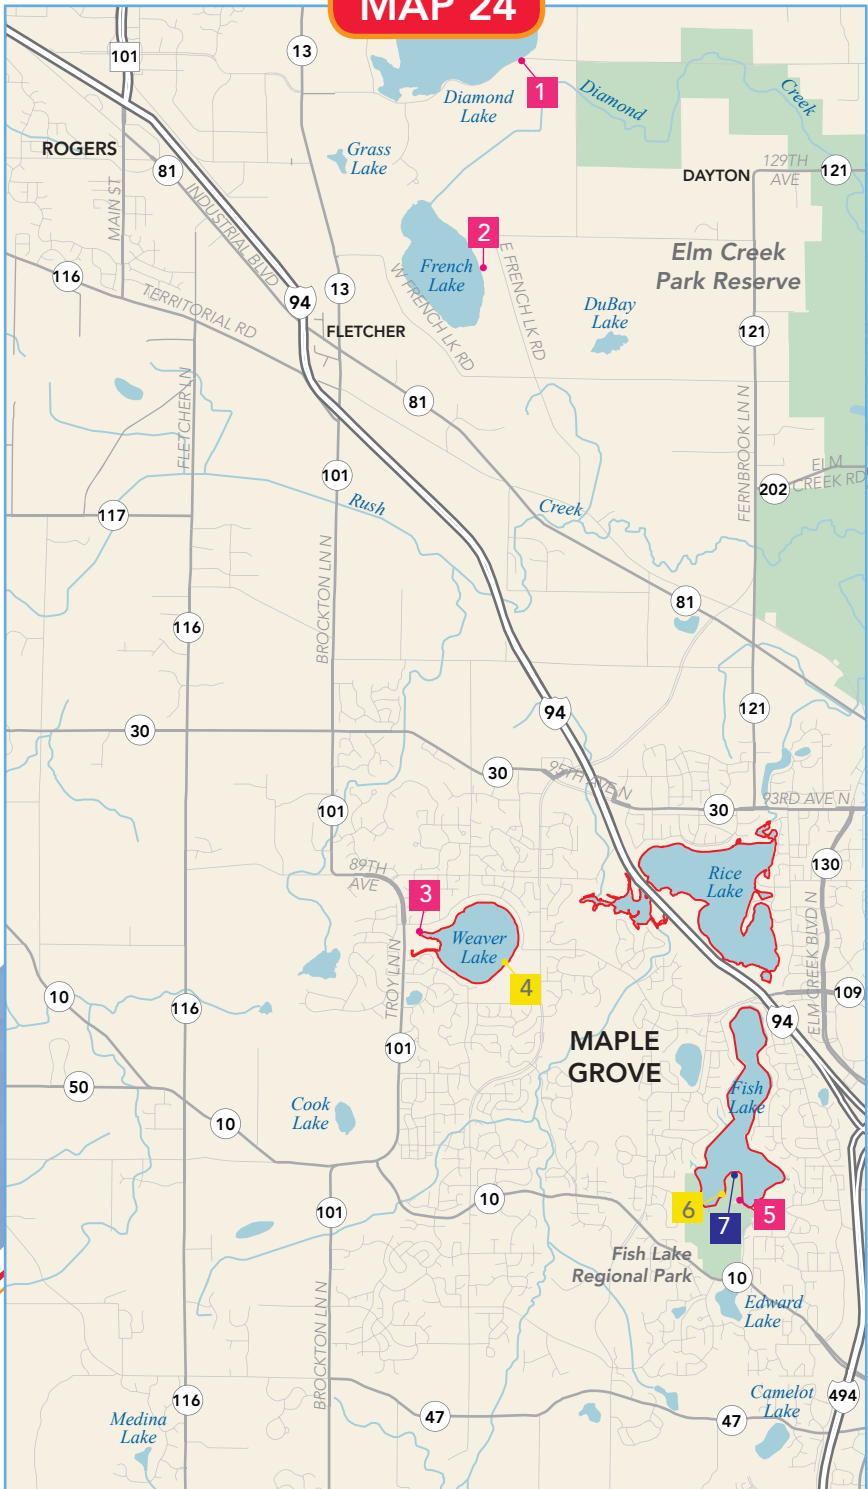 MAP 24
101
13
Diamond
Lake
1
Diamond
Creek
ROGERS
81
Grass
Lake
MAIN ST
INDUSTRIAL BLVD
DAYTON
129TH
AVE
121
2
French
Lake
E FRENCH LK RD
W FRENCH LK RD
Elm Creek
Park Reserve
116
TERRITORIAL RD
94
13
FLETCHER
DuBay
Lake
121
FLETCHER LN
81
FERNBROOK LN N
ELM
CREEK RD
202
101
Rush
Creek
117
BROCKTON LN N
116
81
94
121
30
30
95TH AVE N
30
93RD AVE N
101
89TH
AVE
3
Weaver
Lake
4
Rice
Lake
130
ELM CREEK BLVD N
TROY LN N
10
116
109
94
MAPLE
GROVE
101
50
Fish
Lake
Cook
Lake
10
10
101
6
7
5
Fish Lake
Regional Park
10
Edward
Lake
BROCKTON LN N
116
Medina
Lake
47
47
Camelot
Lake
494